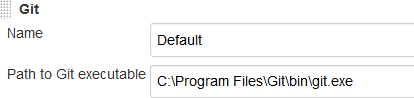 Git
Name
Default
Path to Git executable
C:\Program Files\Git\bin\git.exe